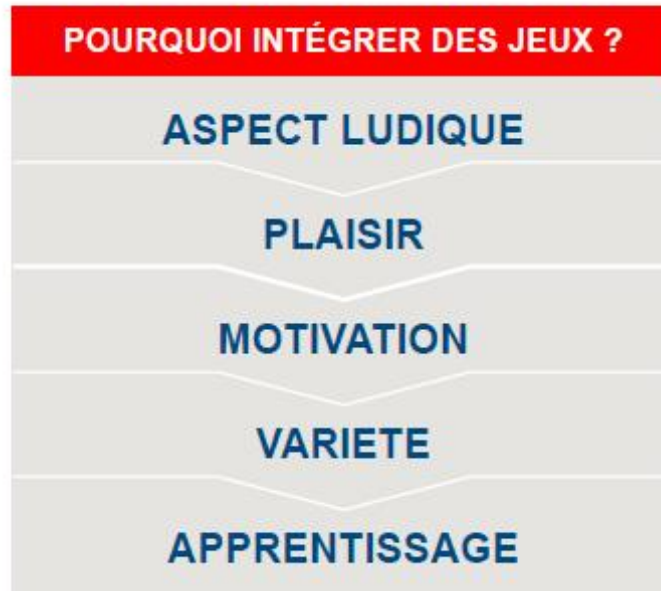 POURQUOI INTÉGRER DES JEUX ?
ASPECT LUDIQUE
PLAISIR
MOTIVATION
VARIETE
APPRENTISSAGE